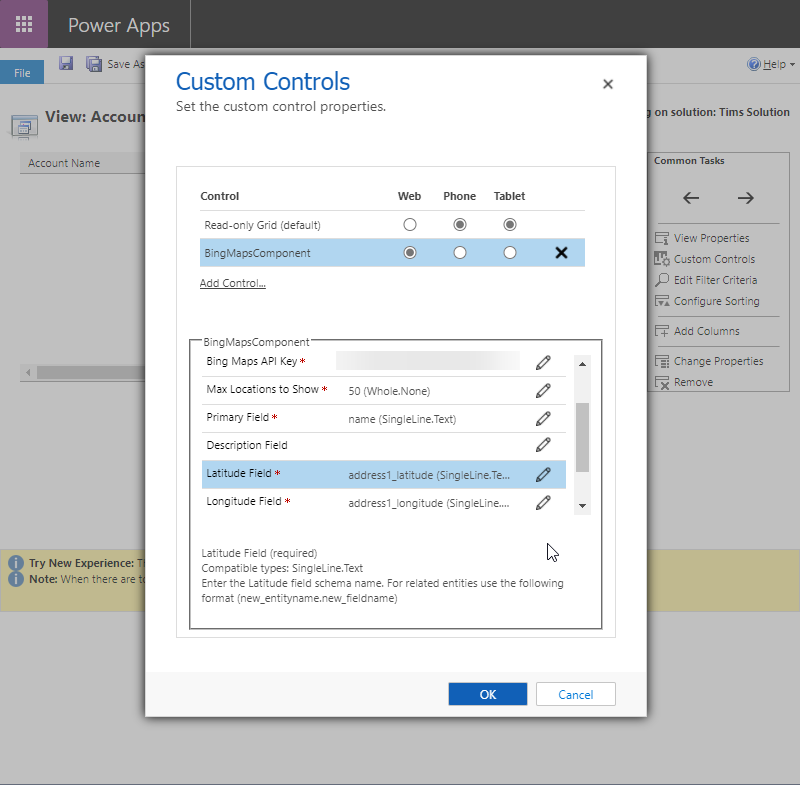 Power Apps
File
Save As
Help
View: Accoun
g on solution: Tims Solution
Account Name
Common Tasks
View Properties
Custom Controls
Edit Filter Criteria
Configure Sorting
Add Columns
Change Properties
Remove
Try New Experience: T
Note: When there are to
Custom Controls
Set the custom control properties.
Control Web Phone Tablet
Read-only Grid (default)
BingMapsComponent
Add Control...
BingMapsComponent
Bing Maps API Key *
Max Locations to Show * 50 (Whole.None)
Primary Field * name (SingleLine.Text)
Description Field
Latitude Field * address1_latitude (SingleLine.Te...
Longitude Field * address1_longitude (SingleLine....
Latitude Field (required)
Compatible types: SingleLine.Text
Enter the Latitude field schema name. For related entities use the following
format (new_entityname.new_fieldname)
OK
Cancel